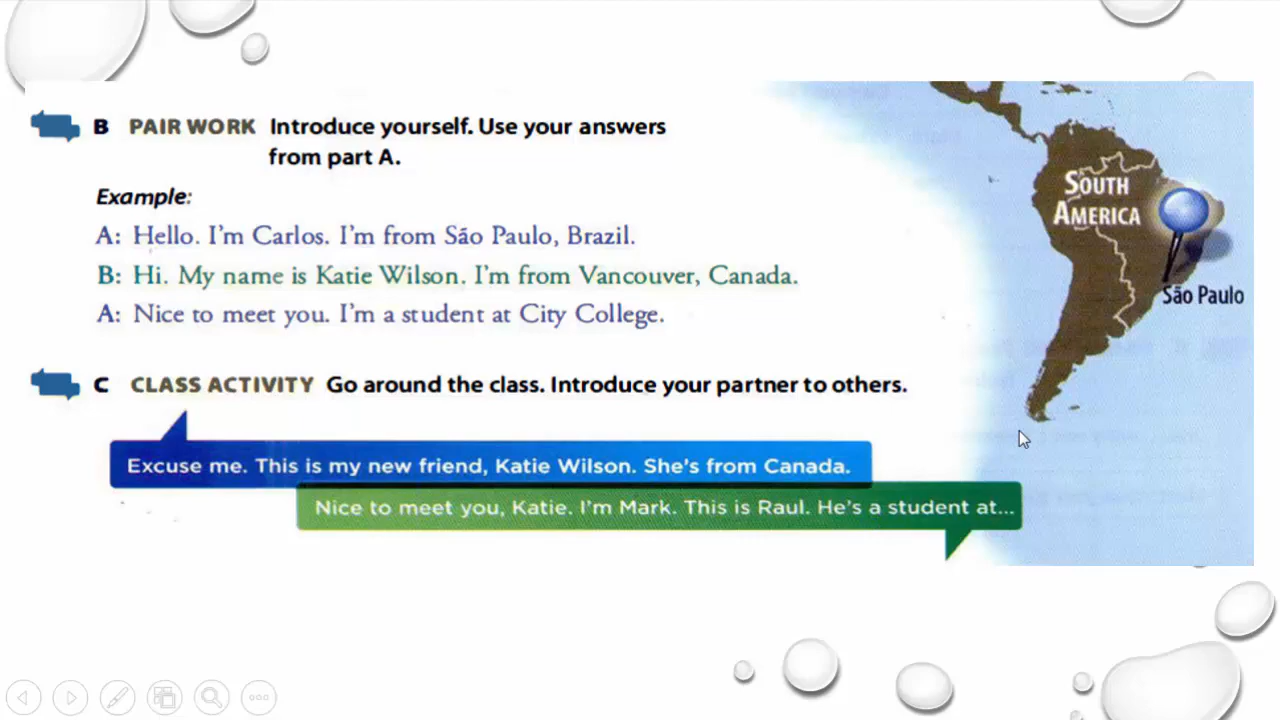 B PAIR WORK Introduce yourself. Use your answers
from part A.
Example:
A: Hello. I'm Carlos. I'm from São Paulo, Brazil.
B: Hi. My name is Katie Wilson. I'm from Vancouver, Canada.
A: Nice to meet you. I'm a student at City College.
C CLASS ACTIVITY Go around the class. Introduce your partner to others.
Excuse me. This is my new friend, Katie Wilson. She's from Canada.
Nice to meet you, Katie. I'm Mark. This is Raul. He's a student at...
SOUTH
AMERICA
São Paulo